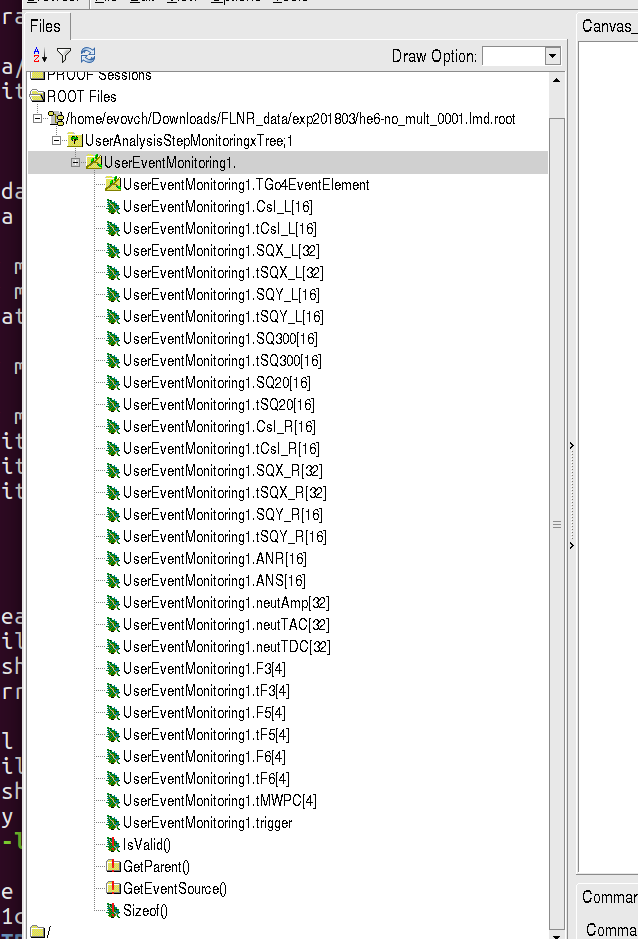 Files
Canvas_
Draw Option:
PROOF Sessions
ROOT Files
/home/evovch/Downloads/FLNR_data/exp201803/he6-no_mult_0001.lmd.root
UserAnalysisStepMonitoringxTree;1
UserEventMonitoring1.
UserEventMonitoring1.TGo4EventElement
UserEventMonitoring1.CsI_L[16]
UserEventMonitoring1.tCsI_L[16]
UserEventMonitoring1.SQX_L[32]
UserEventMonitoring1.tSQX_L[32]
UserEventMonitoring1.SQY_L[16]
UserEventMonitoring1.tSQY_L[16]
UserEventMonitoring1.SQ300[16]
UserEventMonitoring1.tSQ300[16]
UserEventMonitoring1.SQ20[16]
UserEventMonitoring1.tSQ20[16]
UserEventMonitoring1.CsI_R[16]
UserEventMonitoring1.tCsI_R[16]
UserEventMonitoring1.SQX_R[32]
UserEventMonitoring1.tSQX_R[32]
UserEventMonitoring1.SQY_R[16]
UserEventMonitoring1.tSQY_R[16]
UserEventMonitoring1.ANR[16]
UserEventMonitoring1.ANS[16]
UserEventMonitoring1.neutAmp[32]
UserEventMonitoring1.neutTAC[32]
UserEventMonitoring1.neutTDC[32]
UserEventMonitoring1.F3[4]
UserEventMonitoring1.tF3[4]
UserEventMonitoring1.F5[4]
UserEventMonitoring1.tF5[4]
UserEventMonitoring1.F6[4]
UserEventMonitoring1.tF6[4]
UserEventMonitoring1.tMWPC[4]
UserEventMonitoring1.trigger
IsValid()
GetParent()
GetEventSource()
Sizeof()
/
Commar
Comma